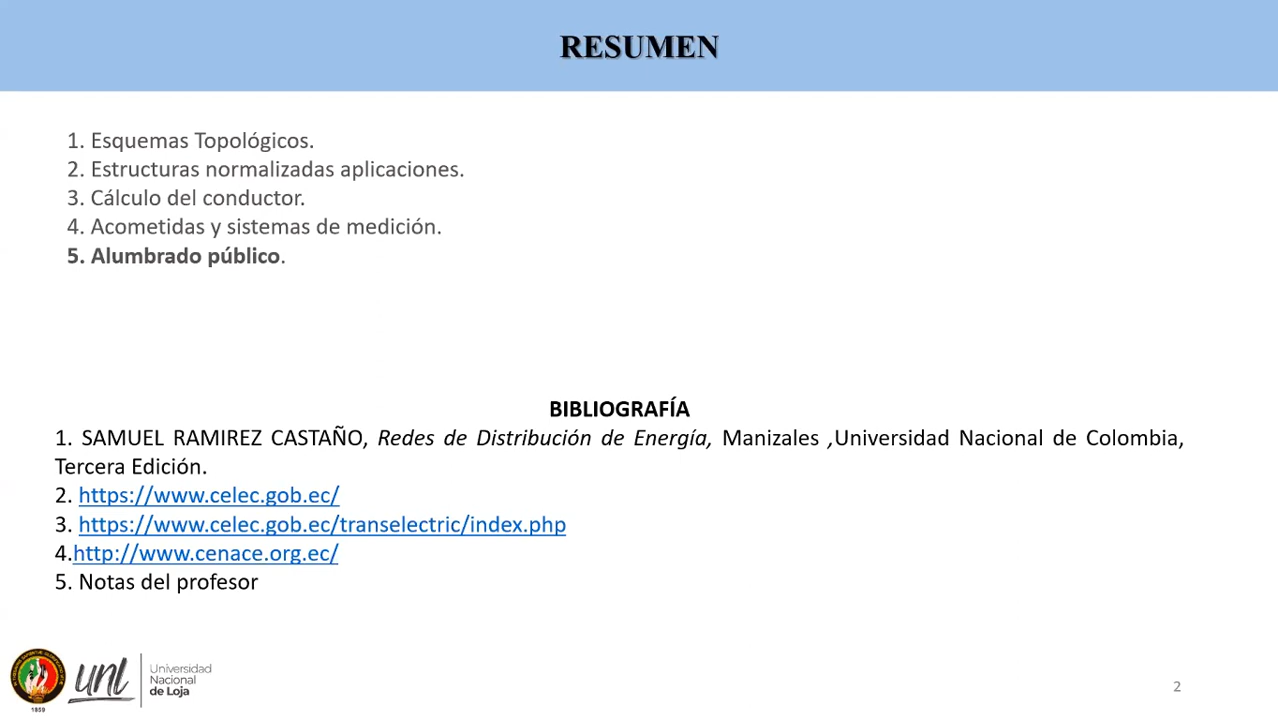 RESUMEN
1. Esquemas Topológicos.
2. Estructuras normalizadas aplicaciones.
3. Cálculo del conductor.
4. Acometidas y sistemas de medición.
5. Alumbrado público.
BIBLIOGRAFÍA
1. SAMUEL RAMIREZ CASTAÑO, Redes de Distribución de Energía, Manizales ,Universidad Nacional de Colombia,
Tercera Edición.
2. https://www.celec.gob.ec/
3. https://www.celec.gob.ec/transelectric/index.php
4.http://www.cenace.org.ec/
5. Notas del profesor
1859
unl
Universidad
Nacional
de Loja
2